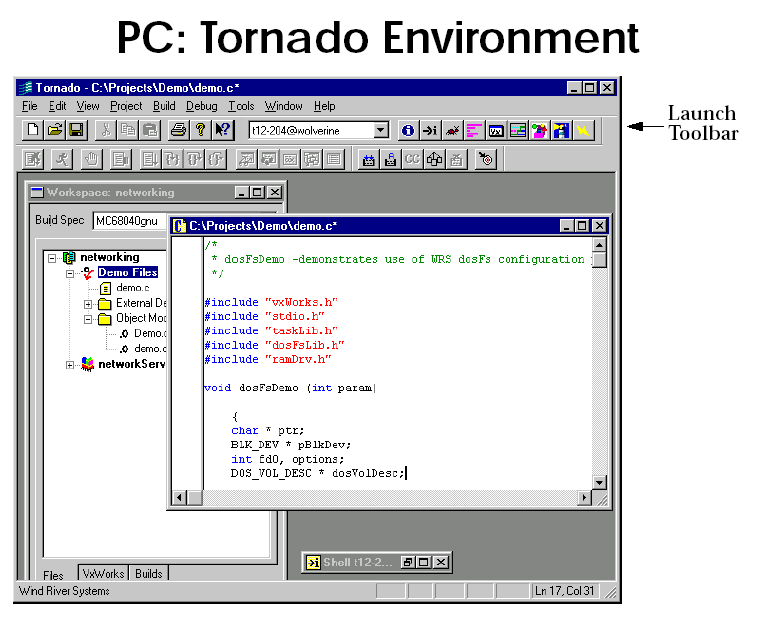 PC: Tornado Environment
Tornado - C:\Projects\Demo\demo.c*
File Edit View Project Build Debug Tools Window Help
t12-204@wolverine
Launch
Toolbar
Workspace: networking
Build Spec MC68040gnu
networking
Demo Files
demo.c
External De
Object Mod
Demo.o
demo.o
networkServ
Files VxWorks Builds
C:\Projects\Demo\demo.c*
/*
* dosFsDemo -demonstrates use of WRS dosFs configuration
*/
#include "vxWorks.h"
#include "stdio.h"
#include "taskLib.h"
#include "dosFsLib.h"
#include "ramDrv.h"
void dosFsDemo (int param
{
char * ptr;
BLK_DEV * pBlkDev;
int fd0, options;
DOS_VOL_DESC * dosVolDesc;
Shell t12-2...
Wind River Systems
Ln 17, Col 31